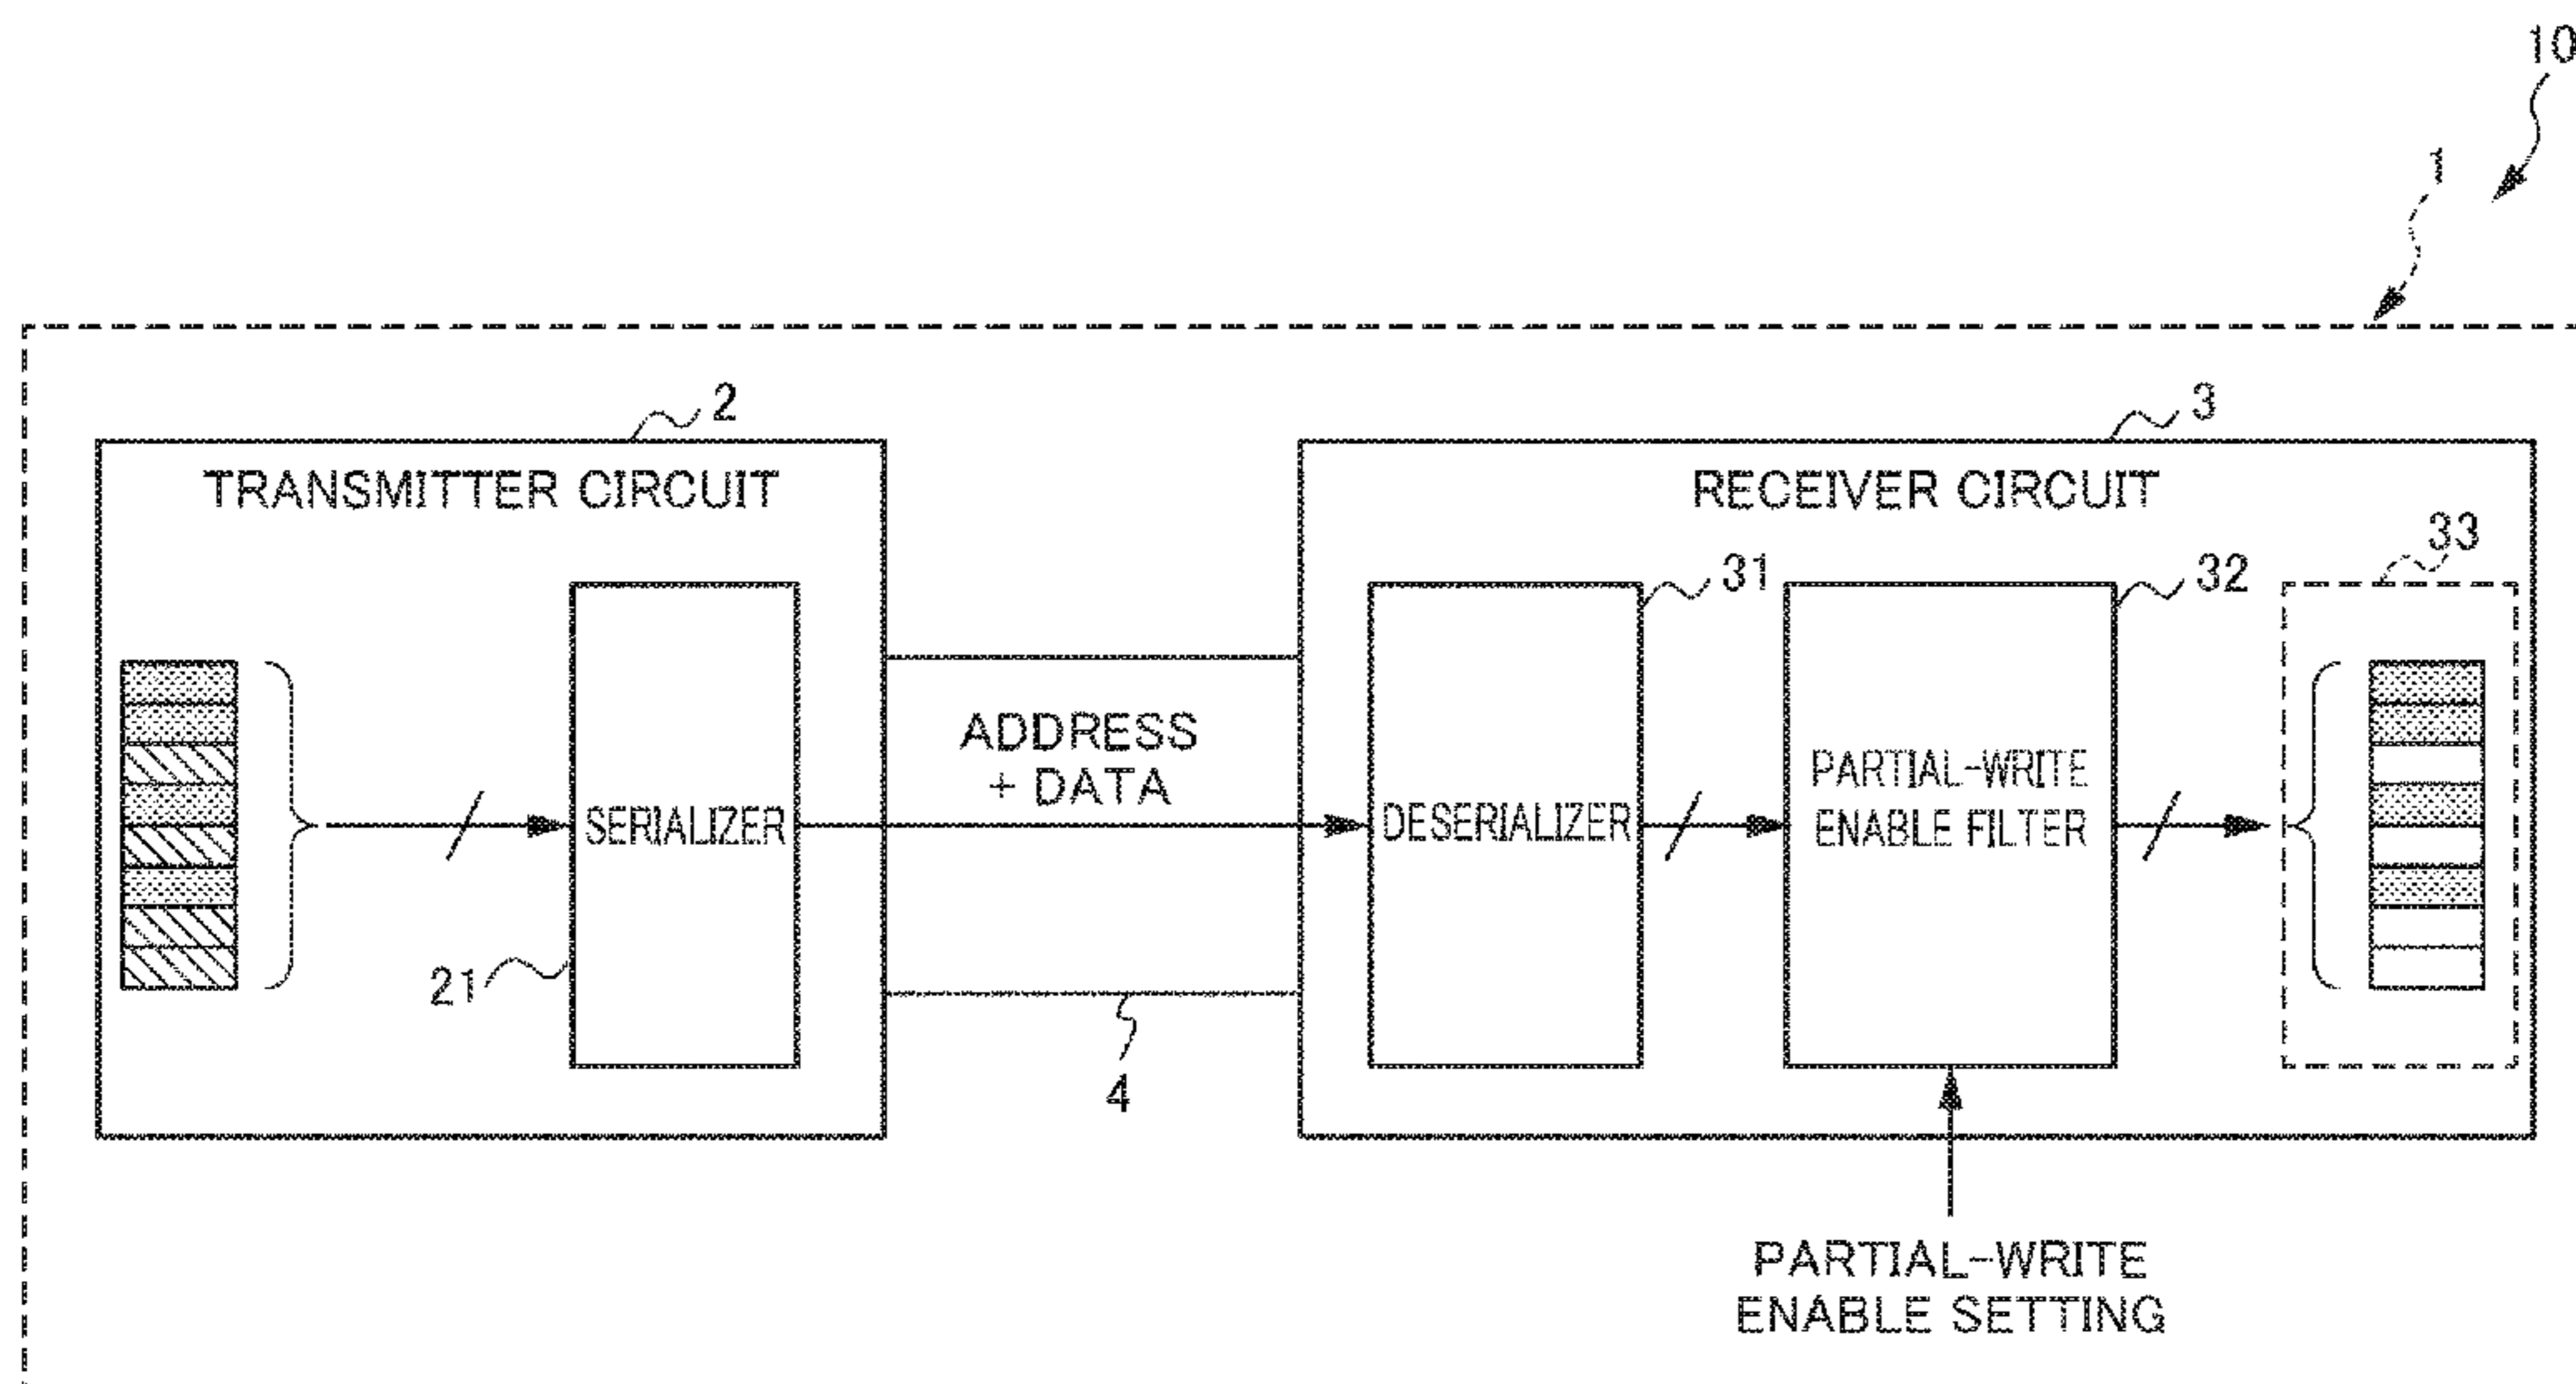 10
1
2
3
TRANSMITTER CIRCUIT
RECEIVER CIRCUIT
33
31
32
ADDRESS
+ DATA
PARTIAL-WRITE
ENABLE FILTER
SERIALIZER
DESERIALIZER
21
4
PARTIAL-WRITE
ENABLE SETTING